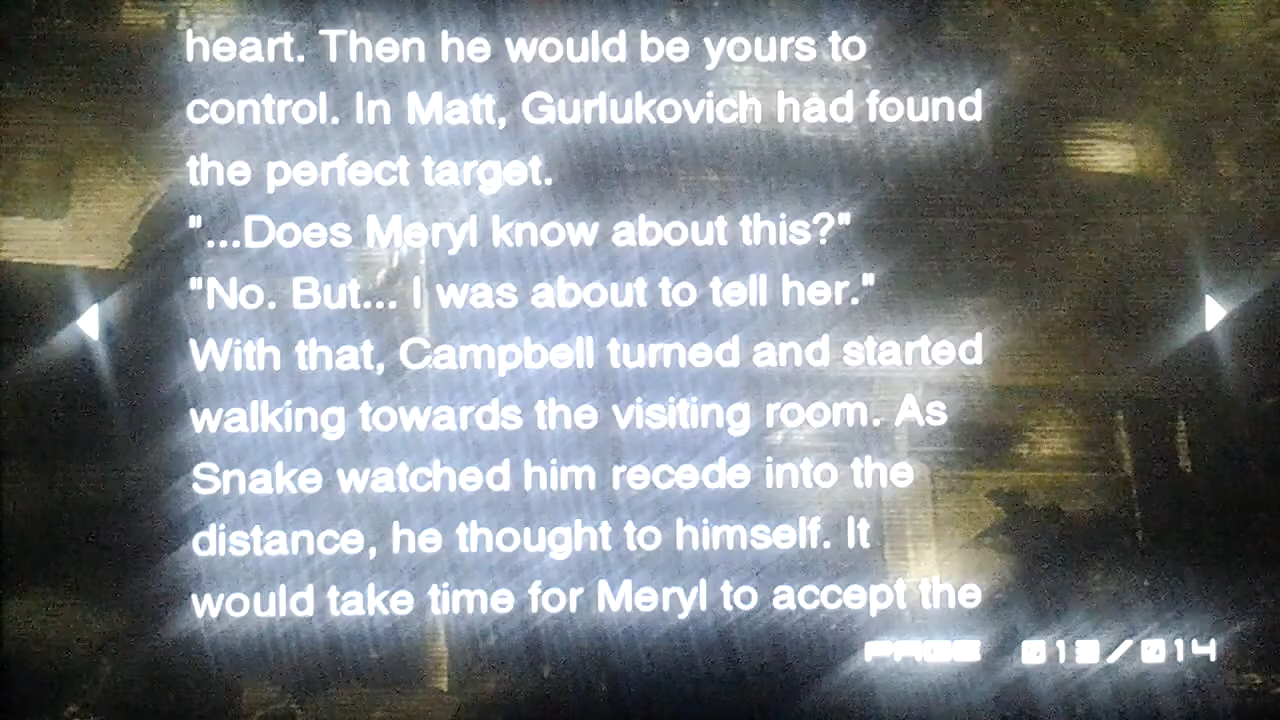 heart. Then he would be yours to
control. In Matt, Gurlukovich had found
the perfect target.
"...Does Meryl know about this?"
"No. But... I was about to tell her."
With that, Campbell turned and started
walking towards the visiting room. As
Snake watched him recede into the
distance, he thought to himself. It
would take time for Meryl to accept the
PAGE 013/014